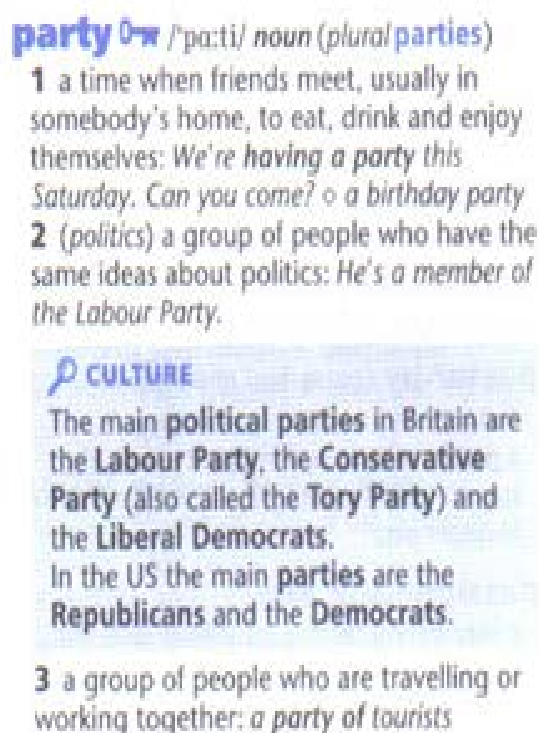 party /ˈpɑːti/ noun (plural parties)
1 a time when friends meet, usually in
somebody's home, to eat, drink and enjoy
themselves: We're having a party this
Saturday. Can you come? ○ a birthday party
2 (politics) a group of people who have the
same ideas about politics: He's a member of
the Labour Party.
CULTURE
The main political parties in Britain are
the Labour Party, the Conservative
Party (also called the Tory Party) and
the Liberal Democrats.
In the US the main parties are the
Republicans and the Democrats.
3 a group of people who are travelling or
working together: a party of tourists